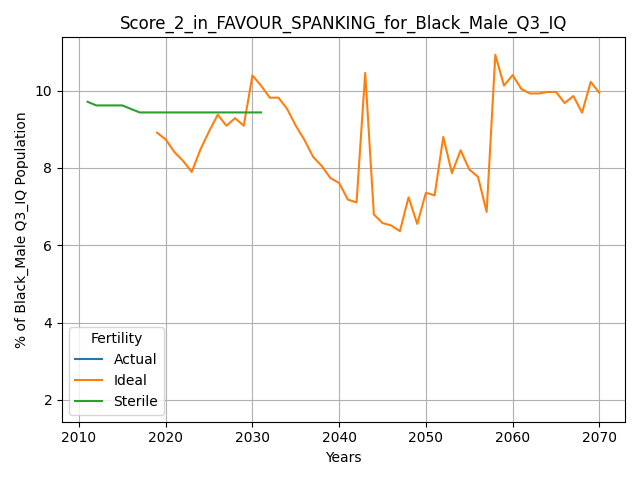 Score_2_in_FAVOUR_SPANKING_for_Black_Male_Q3_IQ
% of Black_Male Q3_IQ Population
10
8
6
4
2
Fertility
Actual
Ideal
Sterile
2010 2020 2030 2040 2050 2060 2070
Years